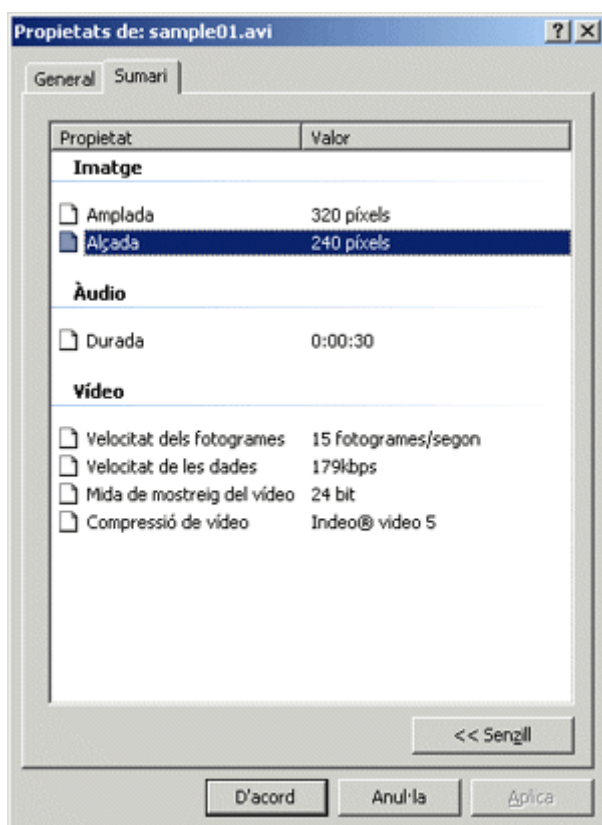 Propietats de: sample01.avi
General Sumari
Propietat Valor
Imatge
Amplada 320 píxels
Alçada 240 píxels
Àudio
Durada 0:00:30
Vídeo
Velocitat dels fotogrames 15 fotogrames/segon
Velocitat de les dades 179kbps
Mida de mostreig del vídeo 24 bit
Compressió de vídeo Indeo® video 5
<< Senzill
D'acord Anul·la Aplica